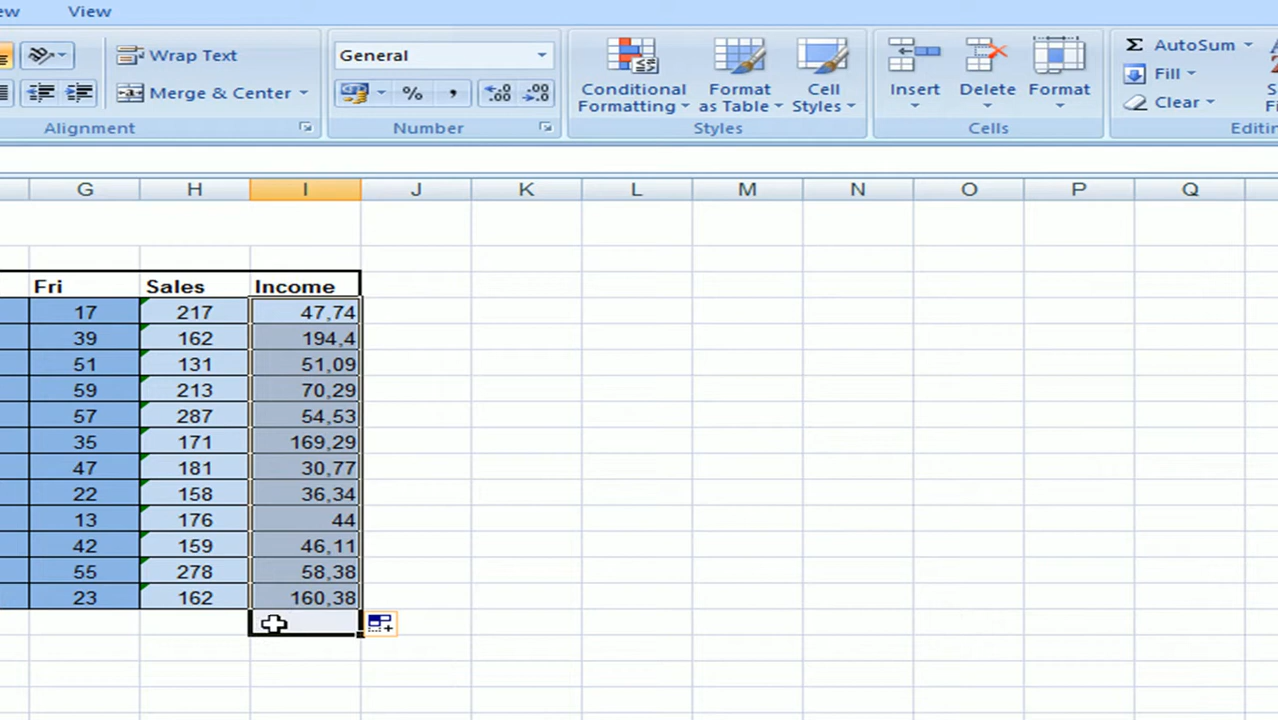 ew View
Wrap Text
General
AutoSum
Merge & Center
%
,
Conditional Formatting
Format as Table
Cell Styles
Insert
Delete
Format
Fill
Clear
Alignment
Number
Styles
Cells
Editin
G H I J K L M N O P Q
Fri Sales Income
17 217 47,74
39 162 194,4
51 131 51,09
59 213 70,29
57 287 54,53
35 171 169,29
47 181 30,77
22 158 36,34
13 176 44
42 159 46,11
55 278 58,38
23 162 160,38